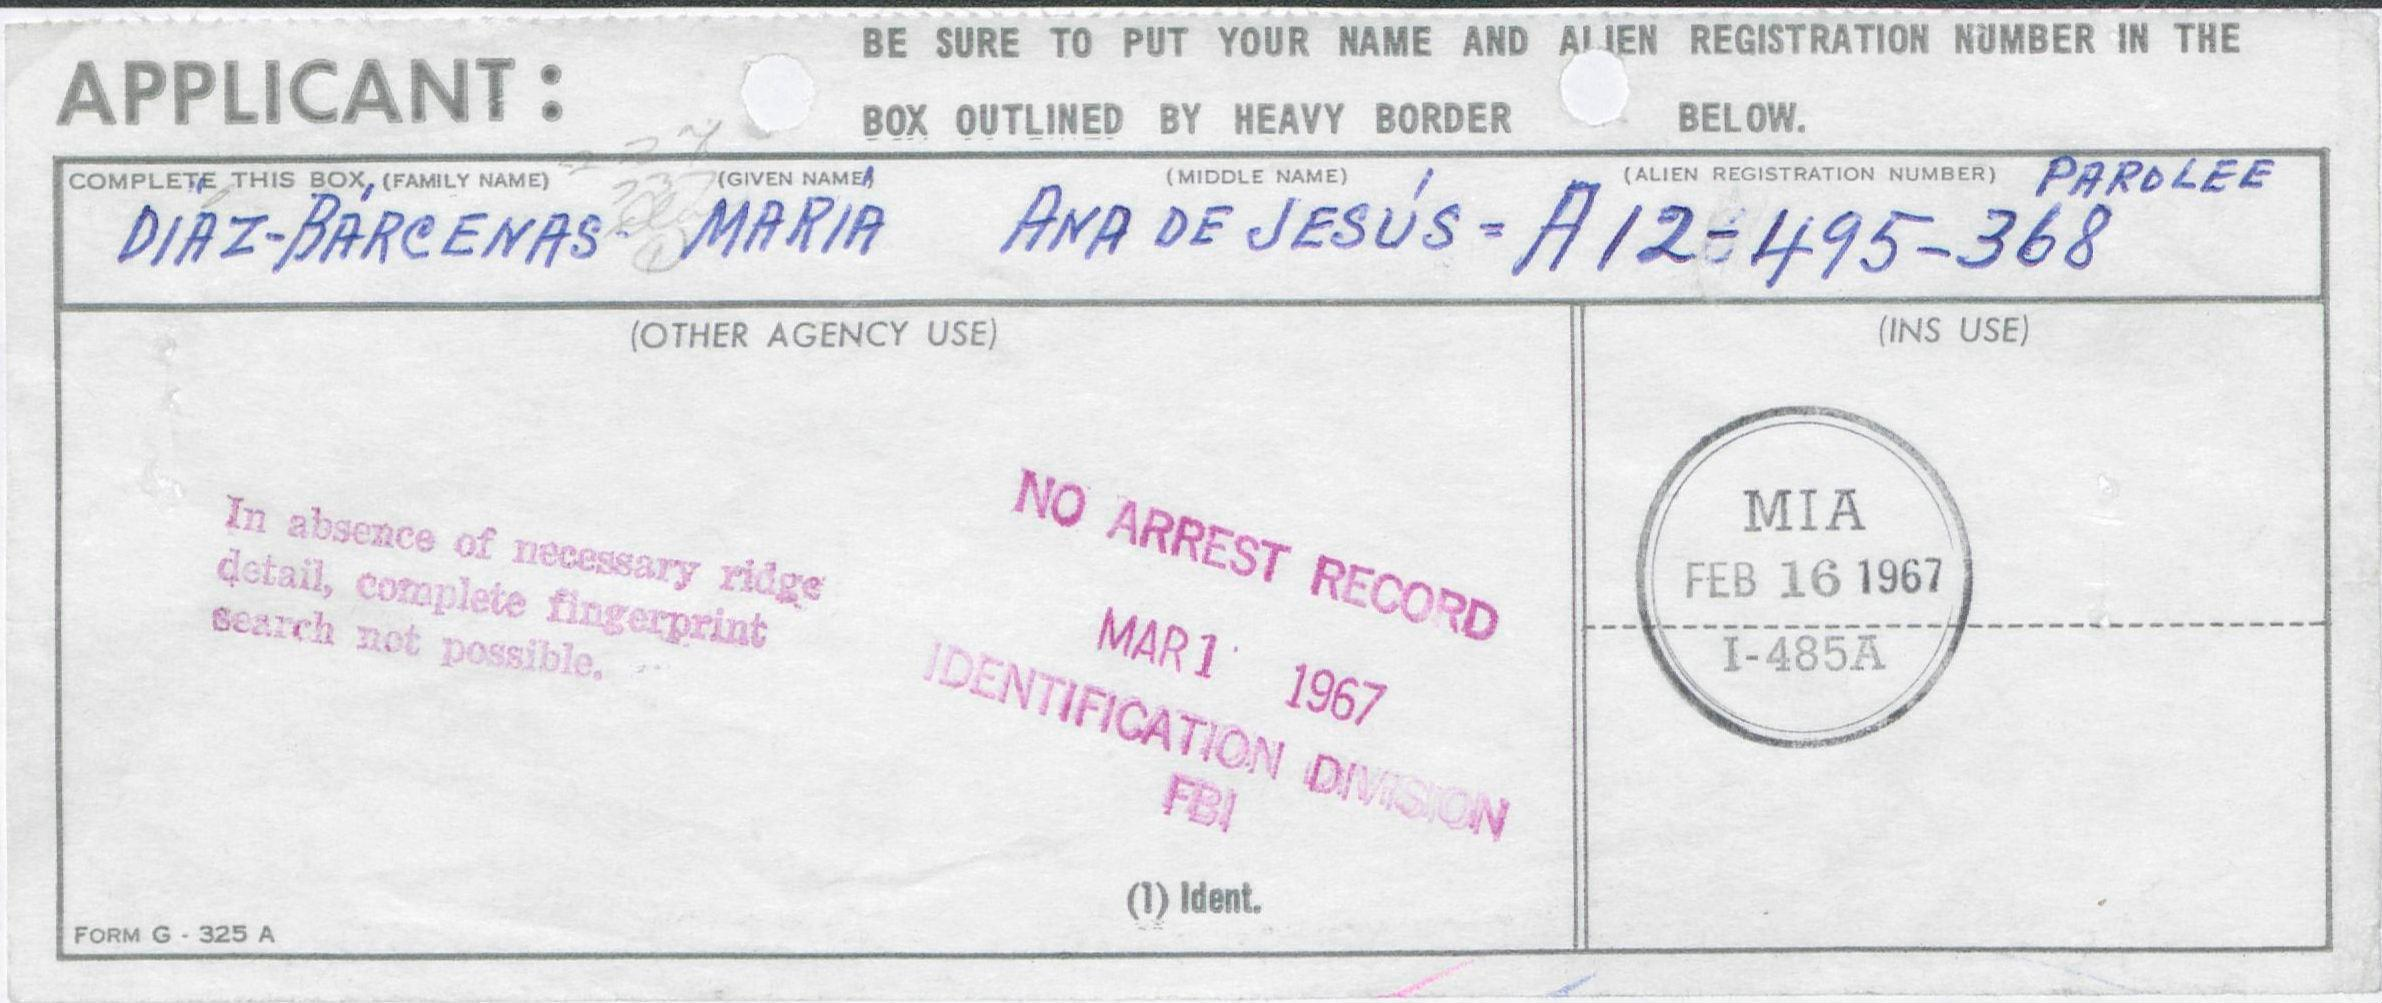 APPLICANT:
BE SURE TO PUT YOUR NAME AND ALIEN REGISTRATION NUMBER IN THE
BOX OUTLINED BY HEAVY BORDER BELOW.
COMPLETE THIS BOX (FAMILY NAME) (GIVEN NAME) (MIDDLE NAME) (ALIEN REGISTRATION NUMBER) PAROLEE
DÍAZ-BÁRCENAS- MARÍA ANA DE JESÚS = A12-495-368
237
(OTHER AGENCY USE)
(INS USE)
In absence of necessary ridge
detail, complete fingerprint
search not possible.
NO ARREST RECORD
MAR 1 1967
IDENTIFICATION DIVISION
FBI
(1) Ident.
MIA
FEB 16 1967
I-485A
FORM G - 325 A